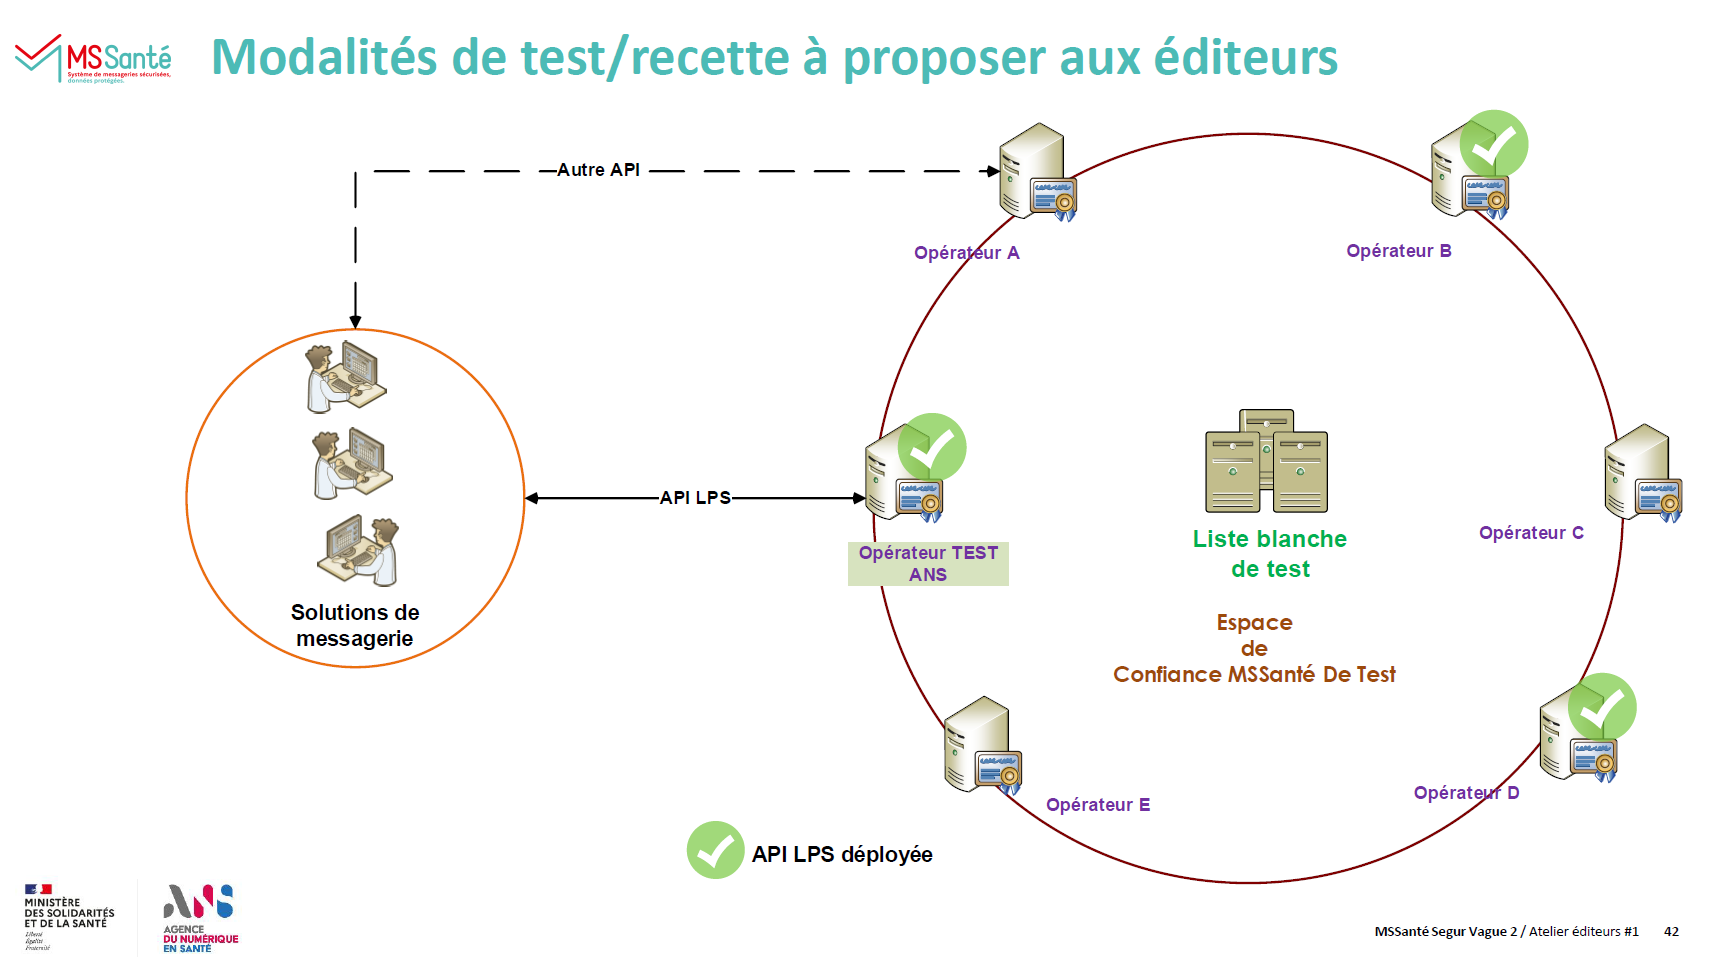 MSSanté
Système de messageries sécurisées,
données protégées.
Modalités de test/recette à proposer aux éditeurs
Autre API
Opérateur A
Opérateur B
API LPS
Opérateur TEST
ANS
Liste blanche
de test
Opérateur C
Solutions de
messagerie
Espace
de
Confiance MSSanté De Test
Opérateur E
Opérateur D
API LPS déployée
MINISTÈRE
DES SOLIDARITÉS
ET DE LA SANTÉ
Liberté
Égalité
Fraternité
ANS
AGENCE
DU NUMÉRIQUE
EN SANTÉ
MSSanté Segur Vague 2 / Atelier éditeurs #1 42